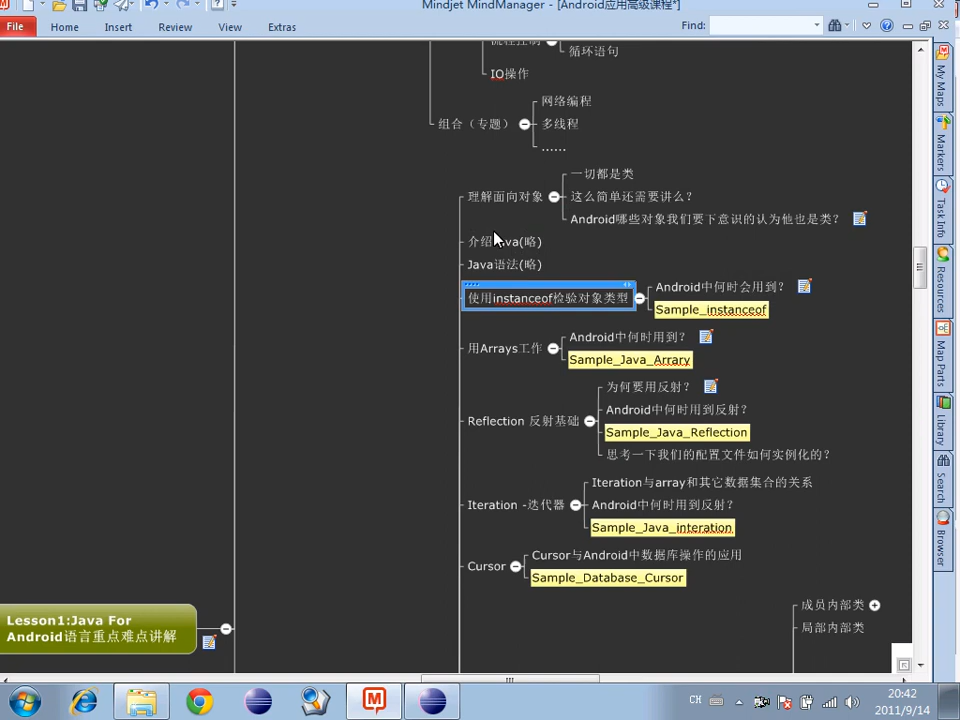 Mindjet MindManager - [Android应用高级课程*]
File Home Insert Review View Extras Find:
流程控制
循环语句
IO操作
网络编程
组合（专题）
多线程
......
一切都是类
理解面向对象
这么简单还需要讲么？
Android哪些对象我们要下意识的认为他也是类？
Java语法(略)
使用instanceof检验对象类型
Android中何时会用到？
Sample_instanceof
用Arrays工作
Android中何时用到？
Sample_Java_Arrary
为何要用反射？
Android中何时用到反射？
Reflection 反射基础
Sample_Java_Reflection
思考一下我们的配置文件如何实例化的？
Iteration与array和其它数据集合的关系
Iteration -迭代器
Android中何时用到反射？
Sample_Java_interation
Cursor与Android中数据库操作的应用
Cursor
Sample_Database_Cursor
成员内部类
局部内部类
Lesson1:Java For
Android语言重点难点讲解
My Maps
Markers
Task Info
Resources
Map Parts
Library
Search
Browser
CH
20:42
2011/9/14